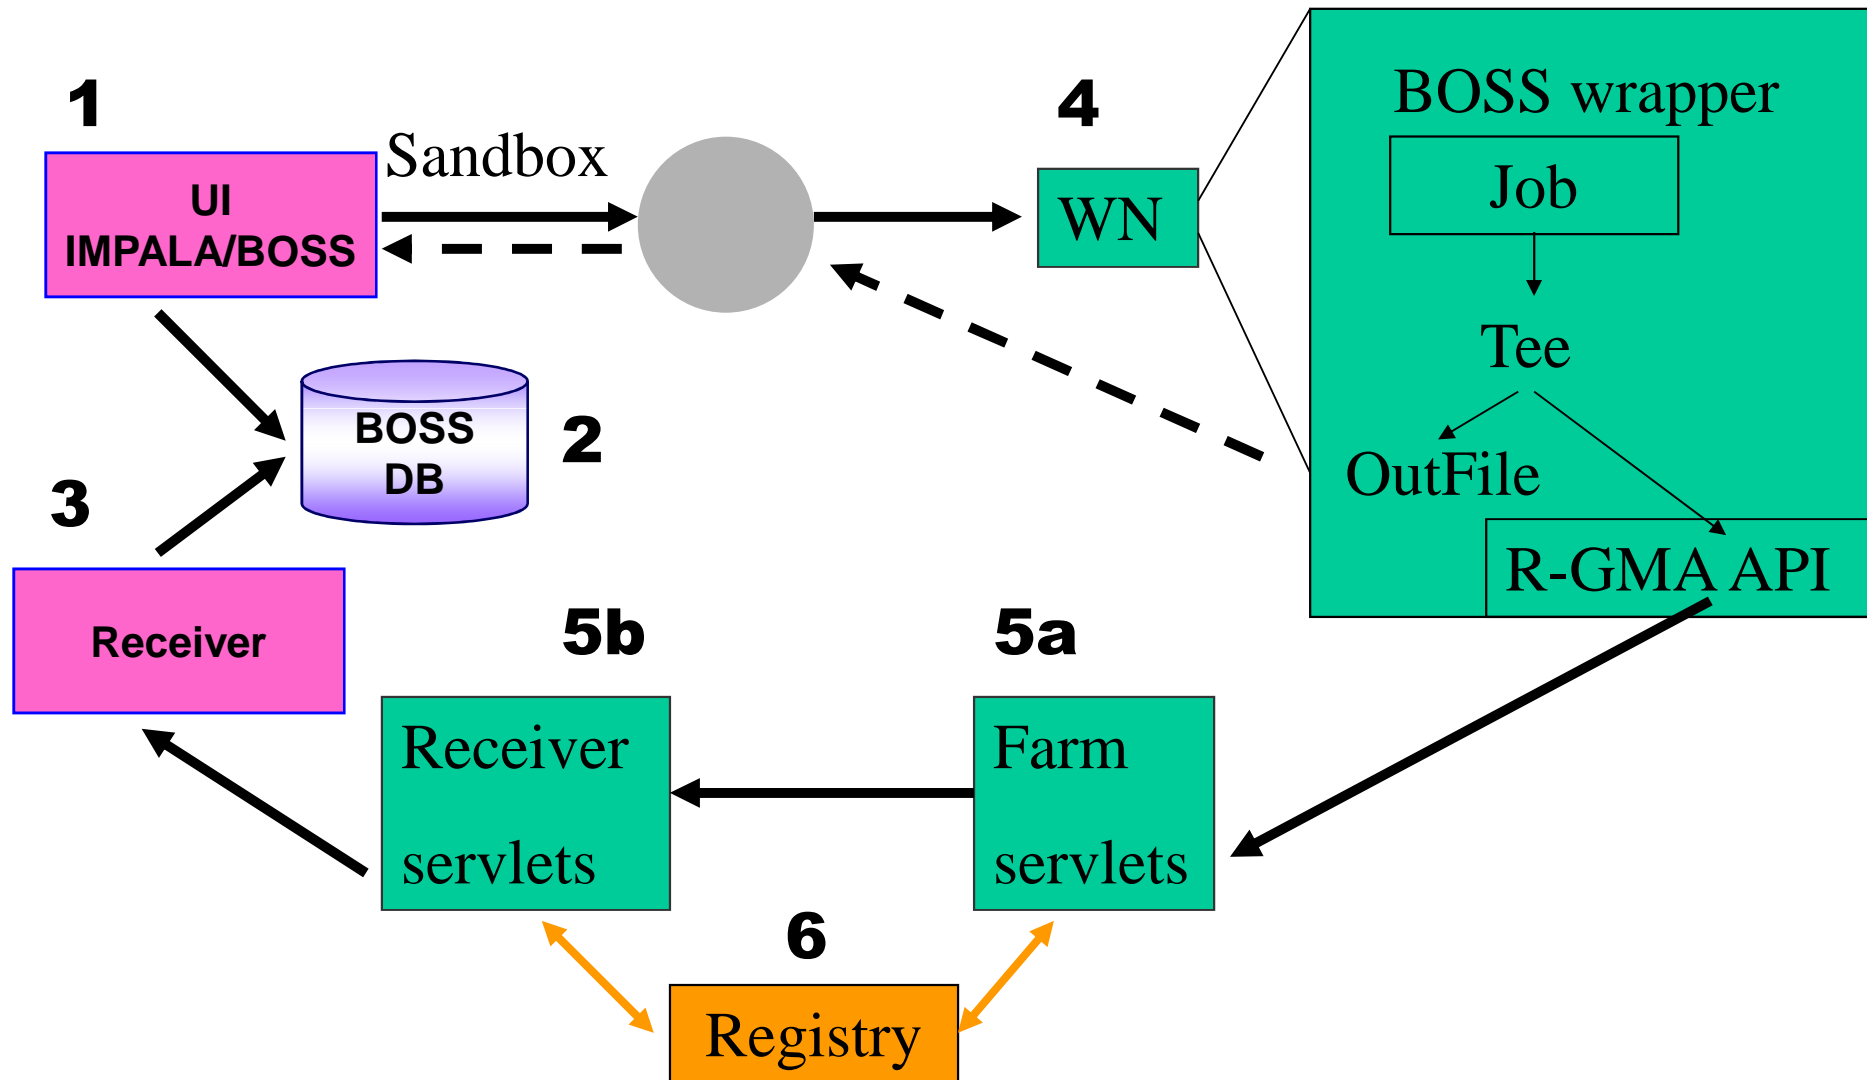 1
UI
IMPALA/BOSS
Sandbox
4
WN
BOSS wrapper
Job
Tee
OutFile
R-GMA API
BOSS
DB
2
3
Receiver
5b
Receiver
servlets
5a
Farm
servlets
6
Registry